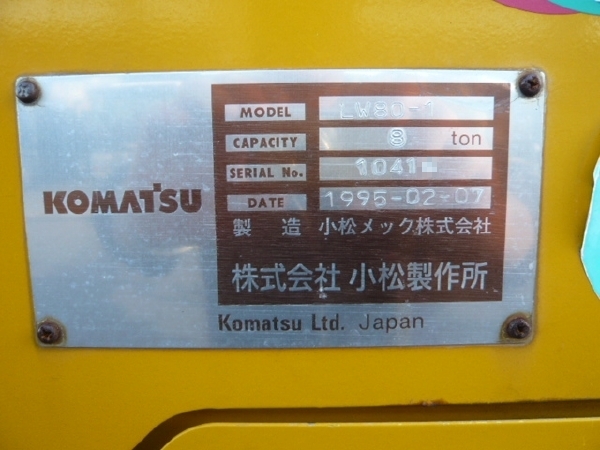 KOMATSU
MODEL LW80-1
CAPACITY 8 ton
SERIAL No. 1041
DATE 1995-02-07
製造 小松メック株式会社
株式会社 小松製作所
Komatsu Ltd. Japan